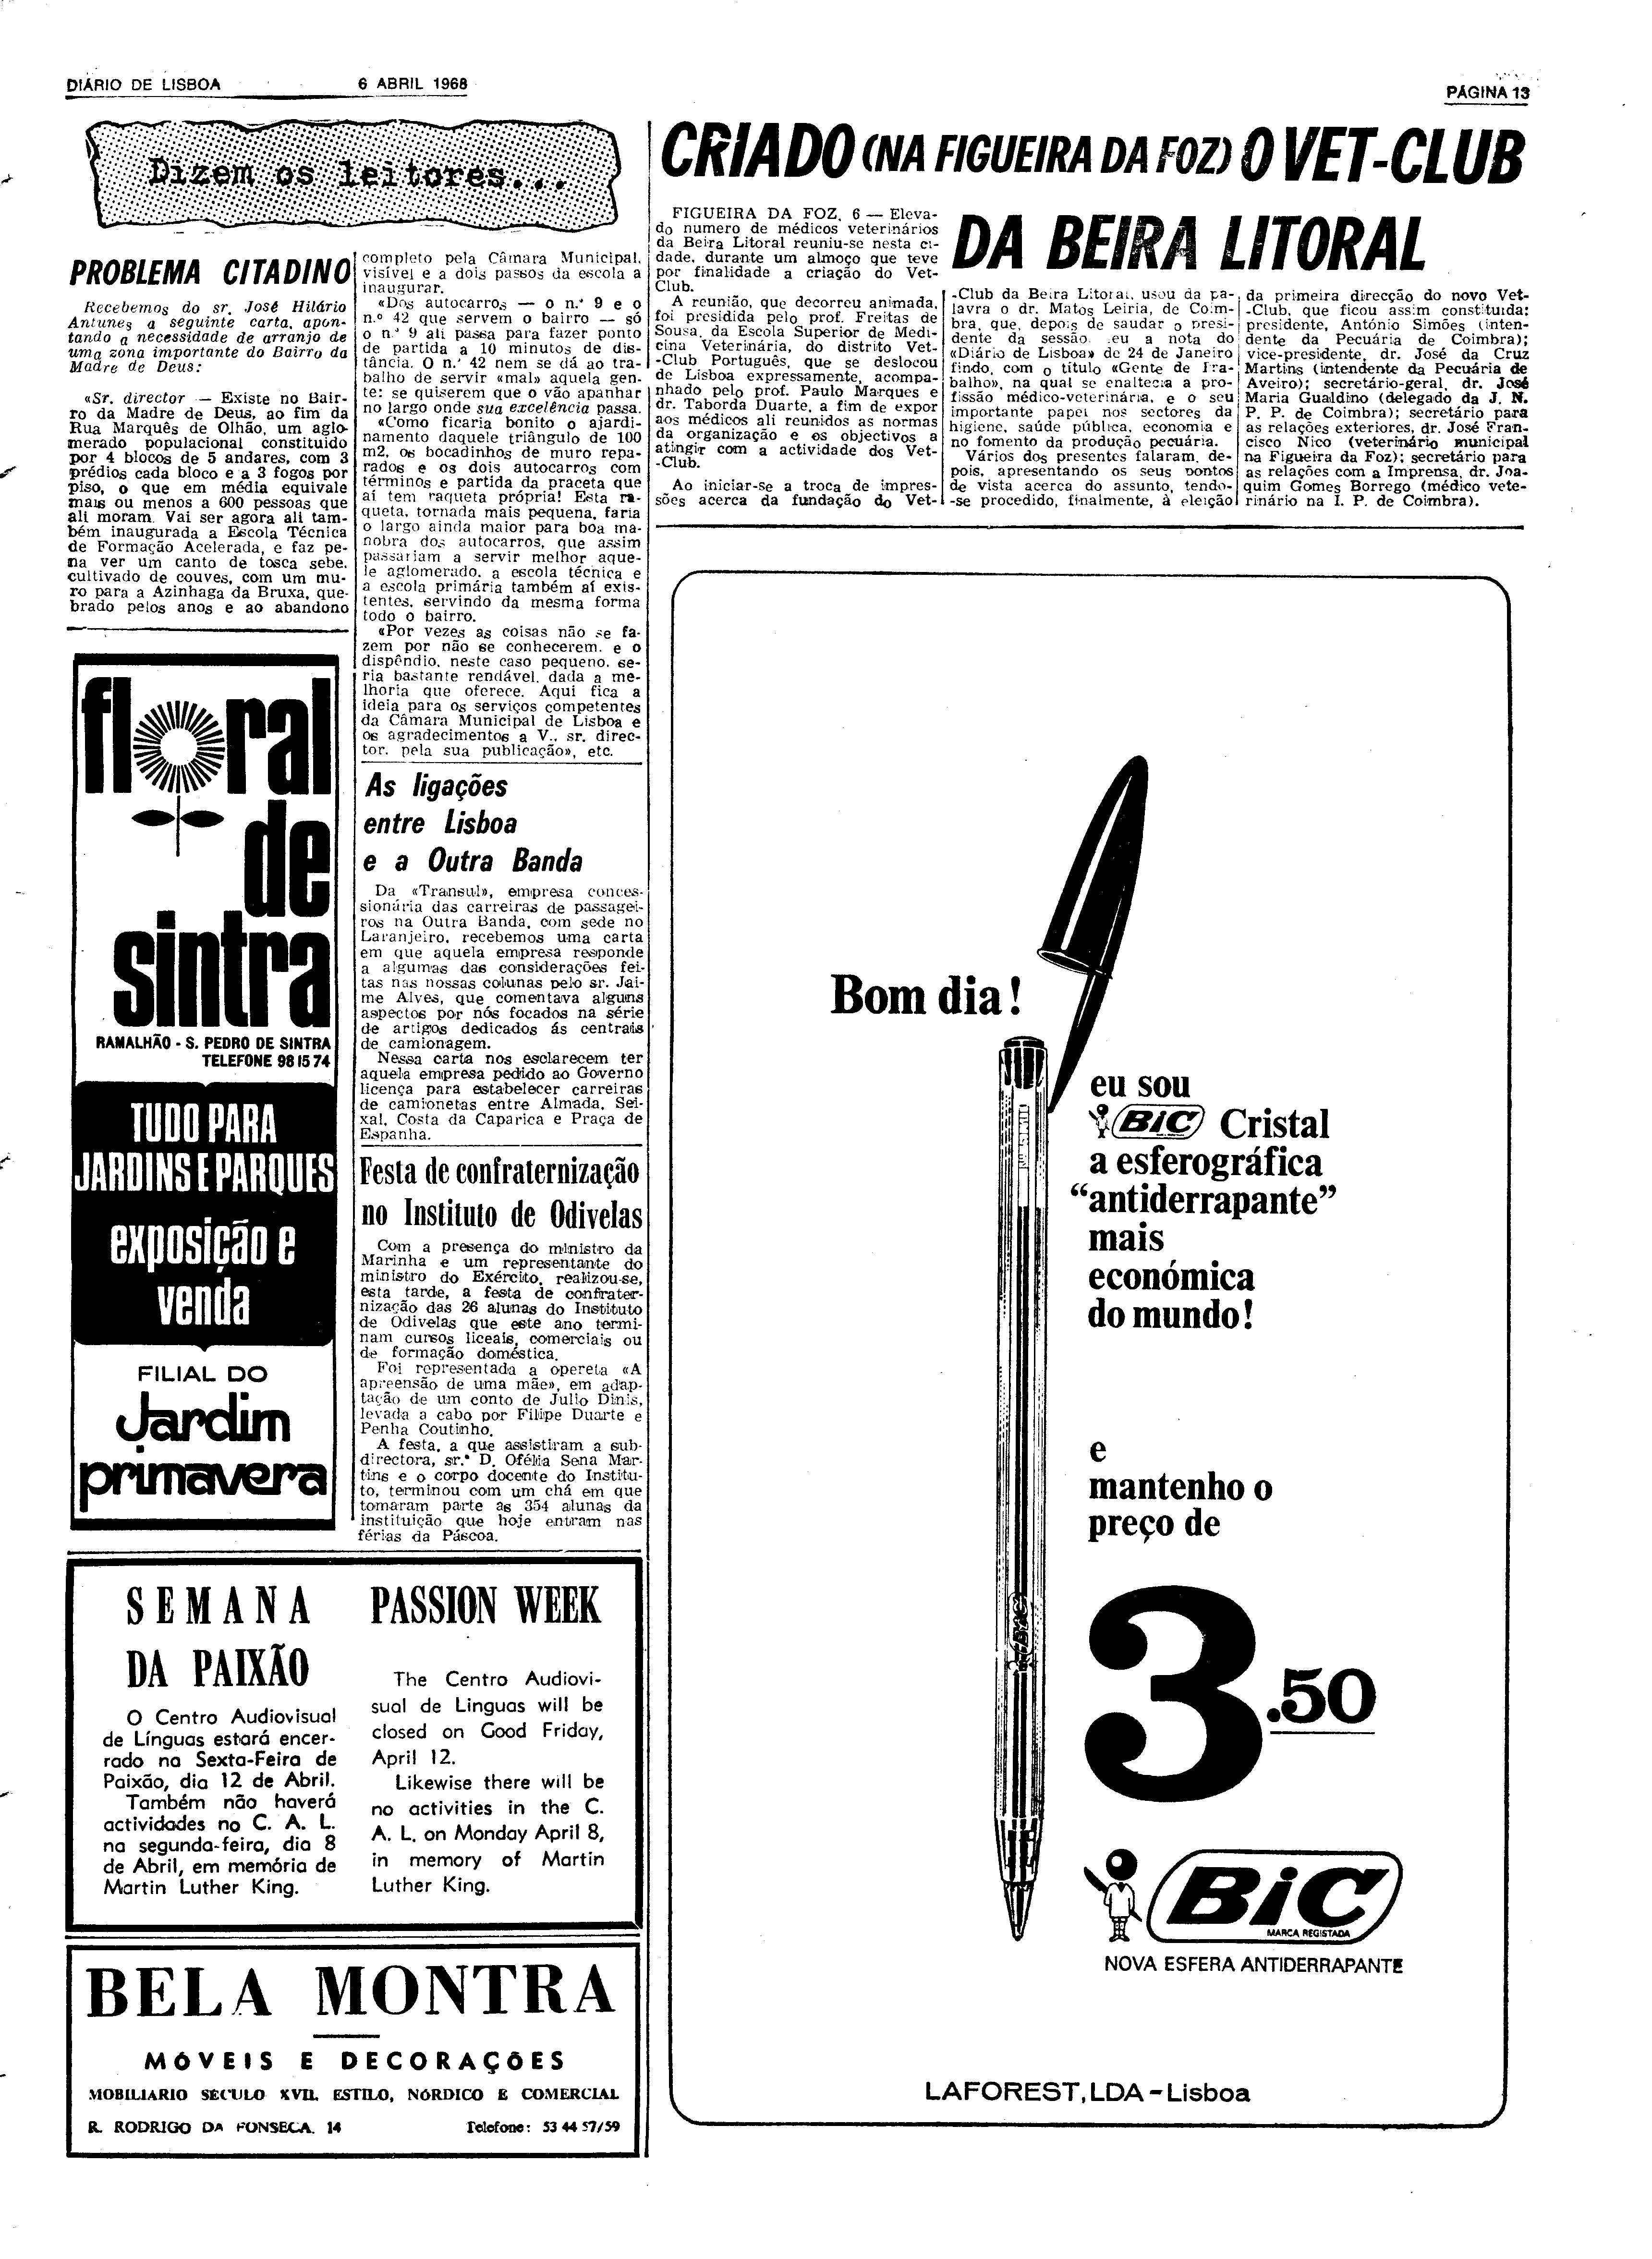 DIÁRIO DE LISBOA 6 ABRIL 1968
PÁGINA 13
Dizem os leitores...
PROBLEMA CITADINO
Recebemos do sr. José Hilário
Antunes a seguinte carta, apon-
tando a necessidade de arranjo de
uma zona importante do Bairro da
Madre de Deus:
«Sr. director — Existe no Bair-
ro da Madre de Deus, ao fim da
Rua Marquês de Olhão, um aglo-
merado populacional constituido
por 4 blocos de 5 andares, com 3
prédios cada bloco e a 3 fogos por
piso, o que em média equivale
mais ou menos a 600 pessoas que
ali moram. Vai ser agora ali tam-
bém inaugurada a Escola Técnica
de Formação Acelerada, e faz pe-
na ver um canto de tosca sebe,
cultivado de couves, com um mu-
ro para a Azinhaga da Bruxa, que-
brado pelos anos e ao abandono
completo pela Câmara Municipal,
visível e a dois passos da escola a
inaugurar.
«Dos autocarros — o n.º 9 e o
n.º 42 que servem o bairro — só
o n.º 9 ali passa para fazer ponto
de partida a 10 minutos de dis-
tância. O n.º 42 nem se dá ao tra-
balho de servir «mal» aquela gen-
te: se quiserem que o vão apanhar
no largo onde sua excelência passa.
«Como ficaria bonito o ajardi-
namento daquele triângulo de 100
m2, os bocadinhos de muro repa-
rados e os dois autocarros com
términos e partida da praceta que
aí tem raqueta própria! Esta ra-
queta, tornada mais pequena, faria
o largo ainda maior para boa ma-
nobra dos autocarros, que assim
passariam a servir melhor aque-
le aglomerado, a escola técnica e
a escola primária também aí exis-
tentes, servindo da mesma forma
todo o bairro.
«Por vezes as coisas não se fa-
zem por não se conhecerem, e o
dispêndio, neste caso pequeno, se-
ria bastante rendável, dada a me-
lhoria que oferece. Aqui fica a
ideia para os serviços competentes
da Câmara Municipal de Lisboa e
os agradecimentos a V., sr. direc-
tor, pela sua publicação», etc.
As ligações
entre Lisboa
e a Outra Banda
Da «Transul», empresa conces-
sionária das carreiras de passagei-
ros na Outra Banda, com sede no
Laranjeiro, recebemos uma carta
em que aquela empresa responde
a algumas das considerações fei-
tas nas nossas colunas pelo sr. Jai-
me Alves, que comentava alguns
aspectos por nós focados na série
de artigos dedicados ás centrais
de camionagem.
Nessa carta nos esclarecem ter
aquela empresa pedido ao Governo
licença para estabelecer carreiras
de camionetas entre Almada, Sei-
xal, Costa da Caparica e Praça de
Espanha.
Festa de confraternização
no Instituto de Odivelas
Com a presença do ministro da
Marinha e um representante do
ministro do Exército, realizou-se,
esta tarde, a festa de confrater-
nização das 26 alunas do Instituto
de Odivelas que este ano termi-
nam cursos liceais, comerciais ou
de formação doméstica.
Foi representada a opereta «A
apreensão de uma mãe», em adap-
tação de um conto de Julio Dinis,
levada a cabo por Filipe Duarte e
Penha Coutinho.
A festa, a que assistiram a sub-
directora, sr.ª D. Ofélia Sena Mar-
tins e o corpo docente do Institu-
to, terminou com um chá em que
tomaram parte as 354 alunas da
instituição que hoje entram nas
férias da Páscoa.
CRIADO (NA FIGUEIRA DA FOZ) O VET-CLUB
DA BEIRA LITORAL
FIGUEIRA DA FOZ, 6 — Eleva-
do numero de médicos veterinários
da Beira Litoral reuniu-se nesta ci-
dade, durante um almoço que teve
por finalidade a criação do Vet-
Club.
A reunião, que decorreu animada,
foi presidida pelo prof. Freitas de
Sousa, da Escola Superior de Medi-
cina Veterinária, do distrito Vet-
-Club Português, que se deslocou
de Lisboa expressamente, acompa-
nhado pelo prof. Paulo Marques e
dr. Taborda Duarte, a fim de expor
aos médicos ali reunidos as normas
da organização e os objectivos a
atingir com a actividade dos Vet-
-Club.
Ao iniciar-se a troca de impres-
sões acerca da fundação do Vet-
-Club da Beira Litoral, usou da pa-
lavra o dr. Matos Leiria, de Coim-
bra, que, depois de saudar o presi-
dente da sessão, .eu a nota do
«Diário de Lisboa» de 24 de Janeiro
findo, com o título «Gente de Tra-
balho», na qual se enaltecia a pro-
fissão médico-veterinária, e o seu
importante papel nos sectores da
higiene, saúde pública, economia e
no fomento da produção pecuária.
Vários dos presentes falaram, de-
pois, apresentando os seus pontos
de vista acerca do assunto, tendo-
-se procedido, finalmente, à eleição
da primeira direcção do novo Vet-
-Club, que ficou assim constituida:
presidente, António Simões (inten-
dente da Pecuária de Coimbra);
vice-presidente, dr. José da Cruz
Martins (intendente da Pecuária de
Aveiro); secretário-geral, dr. José
Maria Gualdino (delegado da J. N.
P. P. de Coimbra); secretário para
as relações exteriores, dr. José Fran-
cisco Nico (veterinário municipal
na Figueira da Foz); secretário para
as relações com a Imprensa, dr. Joa-
quim Gomes Borrego (médico vete-
rinário na I. P. de Coimbra).
floral
de
sintra
RAMALHÃO - S. PEDRO DE SINTRA
TELEFONE 98 15 74
TUDO PARA
JARDINS E PARQUES
exposição e
venda
FILIAL DO
Jardim
primavera
SEMANA
DA PAIXÃO
O Centro Audiovisual
de Línguas estará encer-
rado na Sexta-Feira de
Paixão, dia 12 de Abril.
Também não haverá
actividades no C. A. L.
na segunda-feira, dia 8
de Abril, em memória de
Martin Luther King.
PASSION WEEK
The Centro Audiovi-
sual de Linguas will be
closed on Good Friday,
April 12.
Likewise there will be
no activities in the C.
A. L. on Monday April 8,
in memory of Martin
Luther King.
BELA MONTRA
MÓVEIS E DECORAÇÕES
MOBILIARIO SÉCULO XVII, ESTILO, NÓRDICO E COMERCIAL
R. RODRIGO DA FONSECA, 14 Telefone: 53 44 57/59
Bom dia!
eu sou
BiC Cristal
a esferográfica
“antiderrapante”
mais
económica
do mundo!
e
mantenho o
preço de
3.50
BiC
BiC
MARCA REGISTADA
NOVA ESFERA ANTIDERRAPANTE
LAFOREST, LDA - Lisboa